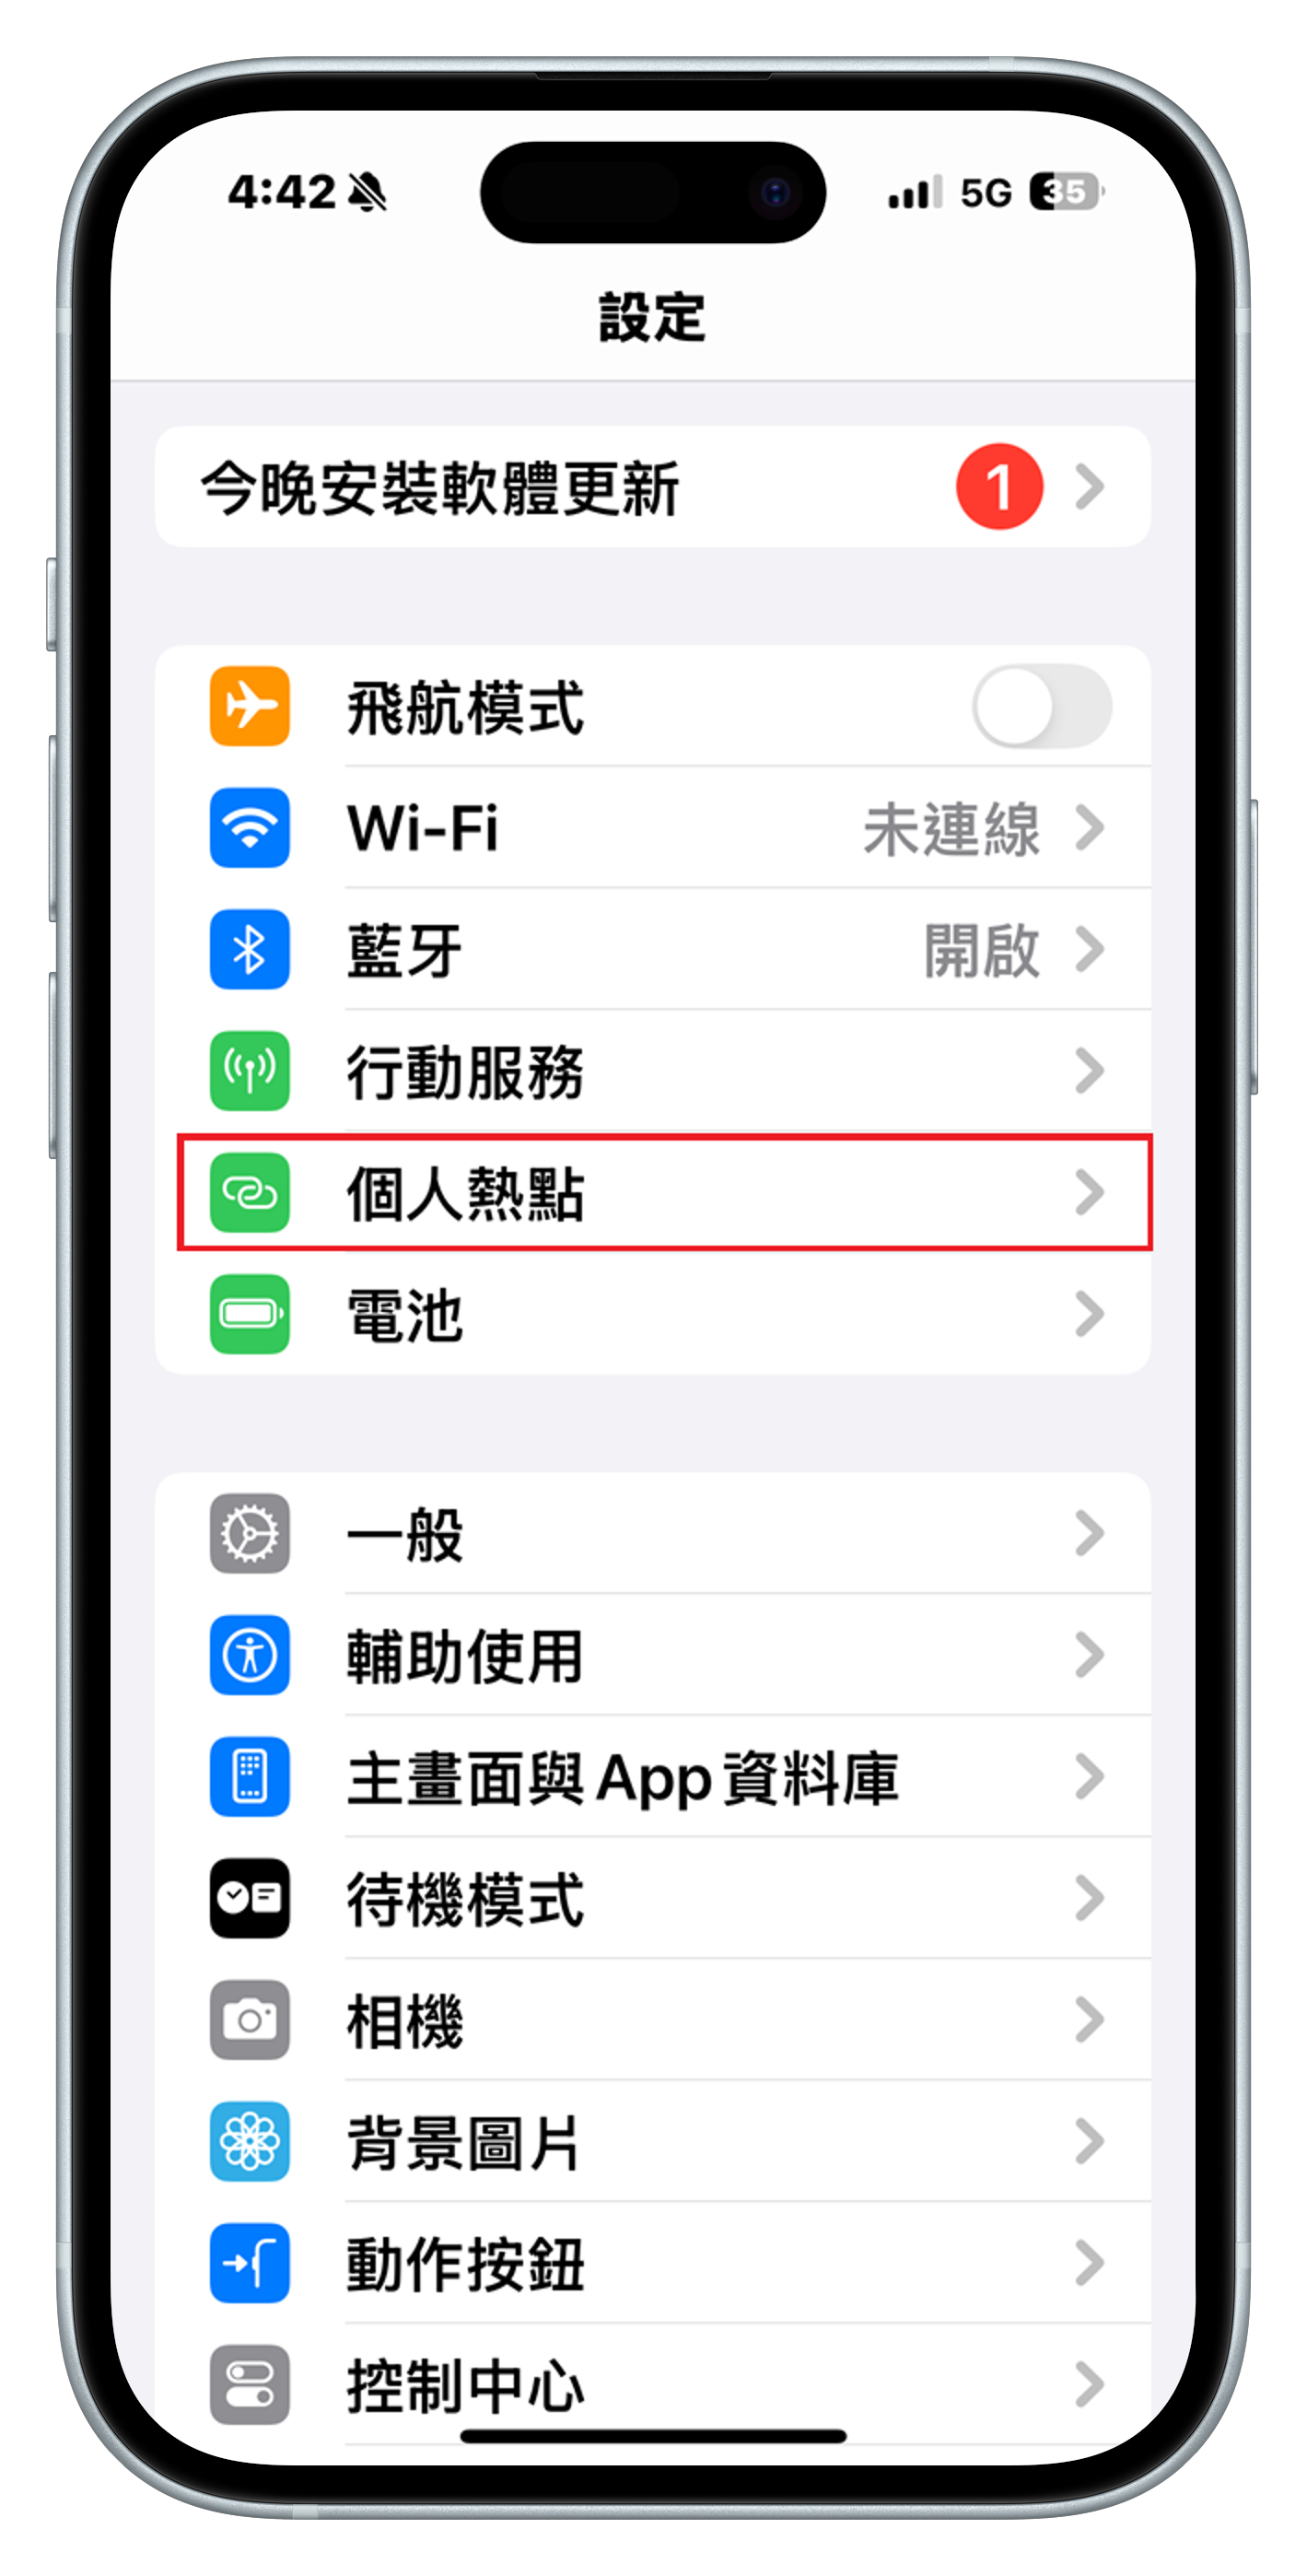 4:42 5G 35
設定
今晚安裝軟體更新 1
飛航模式
Wi-Fi 未連線
藍牙 開啟
行動服務
個人熱點
電池
一般
輔助使用
主畫面與App資料庫
待機模式
相機
背景圖片
動作按鈕
控制中心